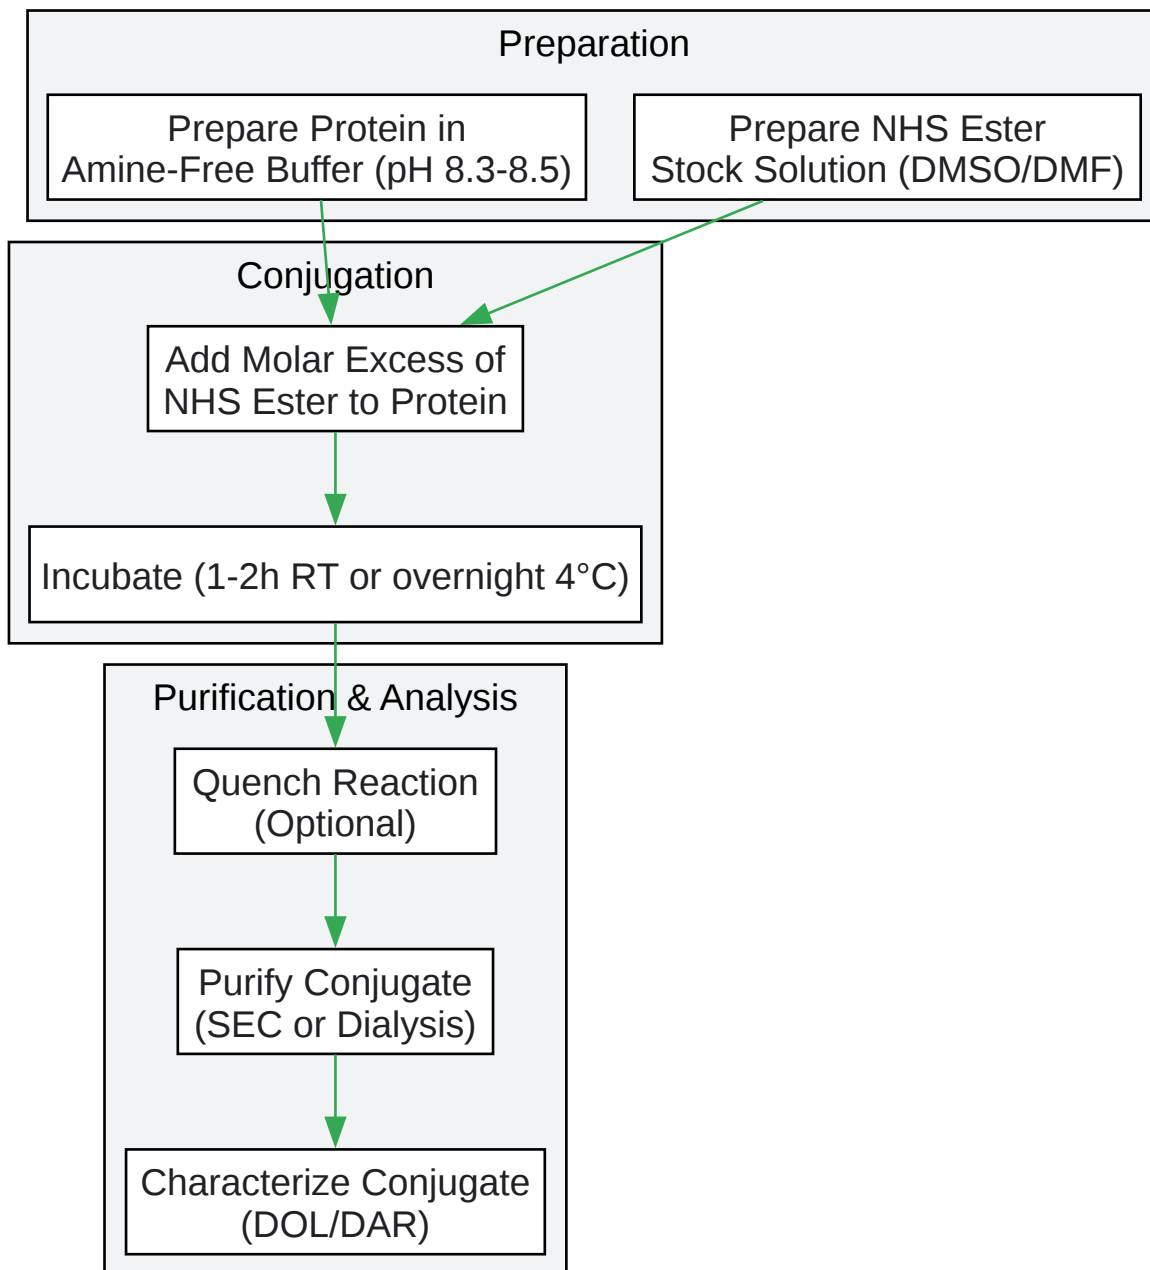 Preparation
Prepare Protein in
Amine-Free Buffer (pH 8.3-8.5)
Prepare NHS Ester
Stock Solution (DMSO/DMF)
Conjugation
Add Molar Excess of
NHS Ester to Protein
Incubate (1-2h RT or overnight 4°C)
Purification & Analysis
Quench Reaction
(Optional)
Purify Conjugate
(SEC or Dialysis)
Characterize Conjugate
(DOL/DAR)